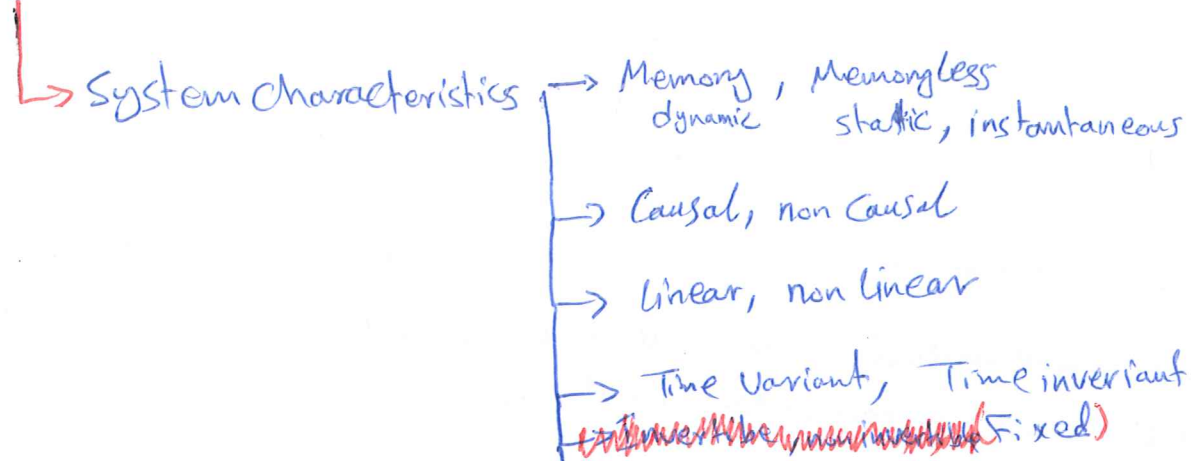 System characteristics → Memory, Memoryless
dynamic static, instantaneous
→ Causal, non Causal
→ linear, non linear
→ Time variant, Time inveriant
(Fixed)